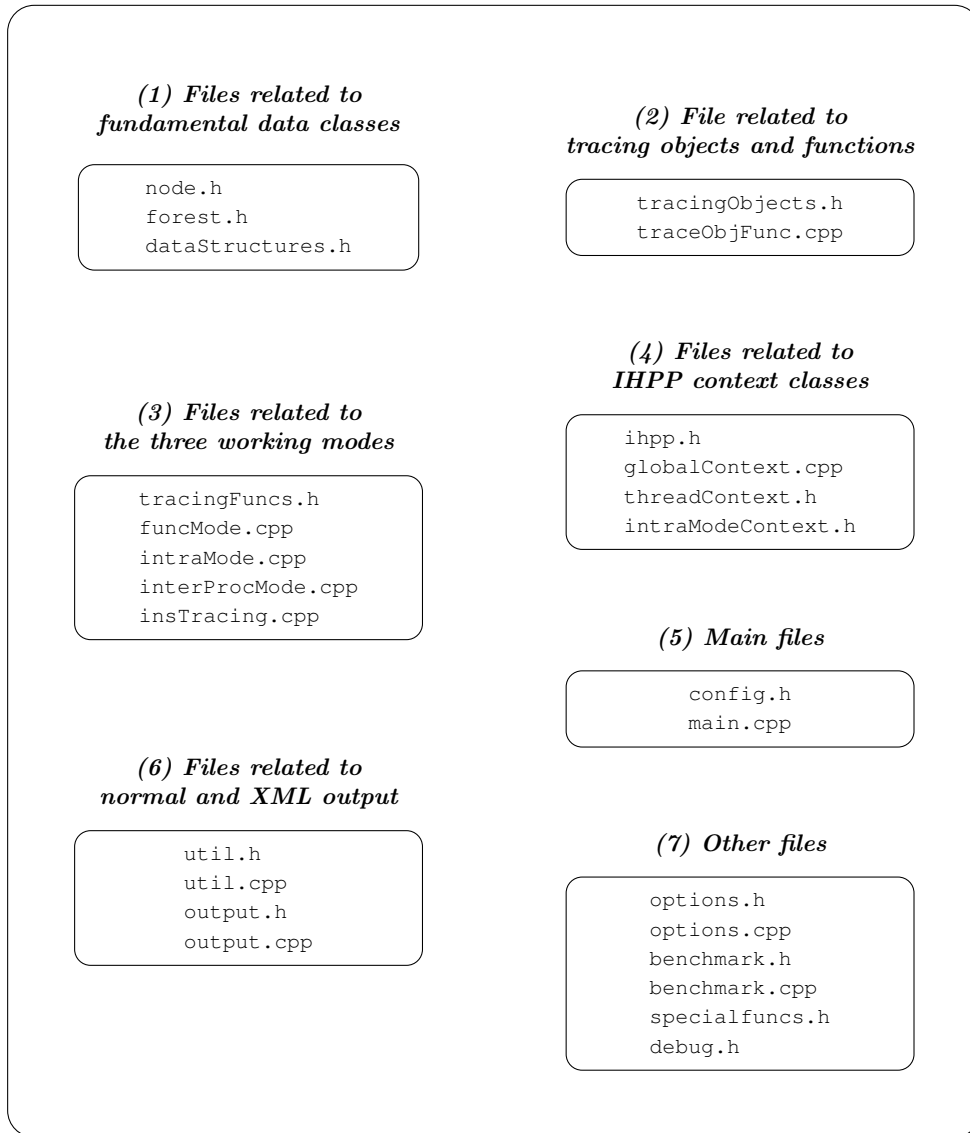 (1) Files related to
fundamental data classes
node.h
forest.h
dataStructures.h
(2) File related to
tracing objects and functions
tracingObjects.h
traceObjFunc.cpp
(3) Files related to
the three working modes
tracingFuncs.h
funcMode.cpp
intraMode.cpp
interProcMode.cpp
insTracing.cpp
(4) Files related to
IHPP context classes
ihpp.h
globalContext.cpp
threadContext.h
intraModeContext.h
(5) Main files
config.h
main.cpp
(6) Files related to
normal and XML output
util.h
util.cpp
output.h
output.cpp
(7) Other files
options.h
options.cpp
benchmark.h
benchmark.cpp
specialfuncs.h
debug.h